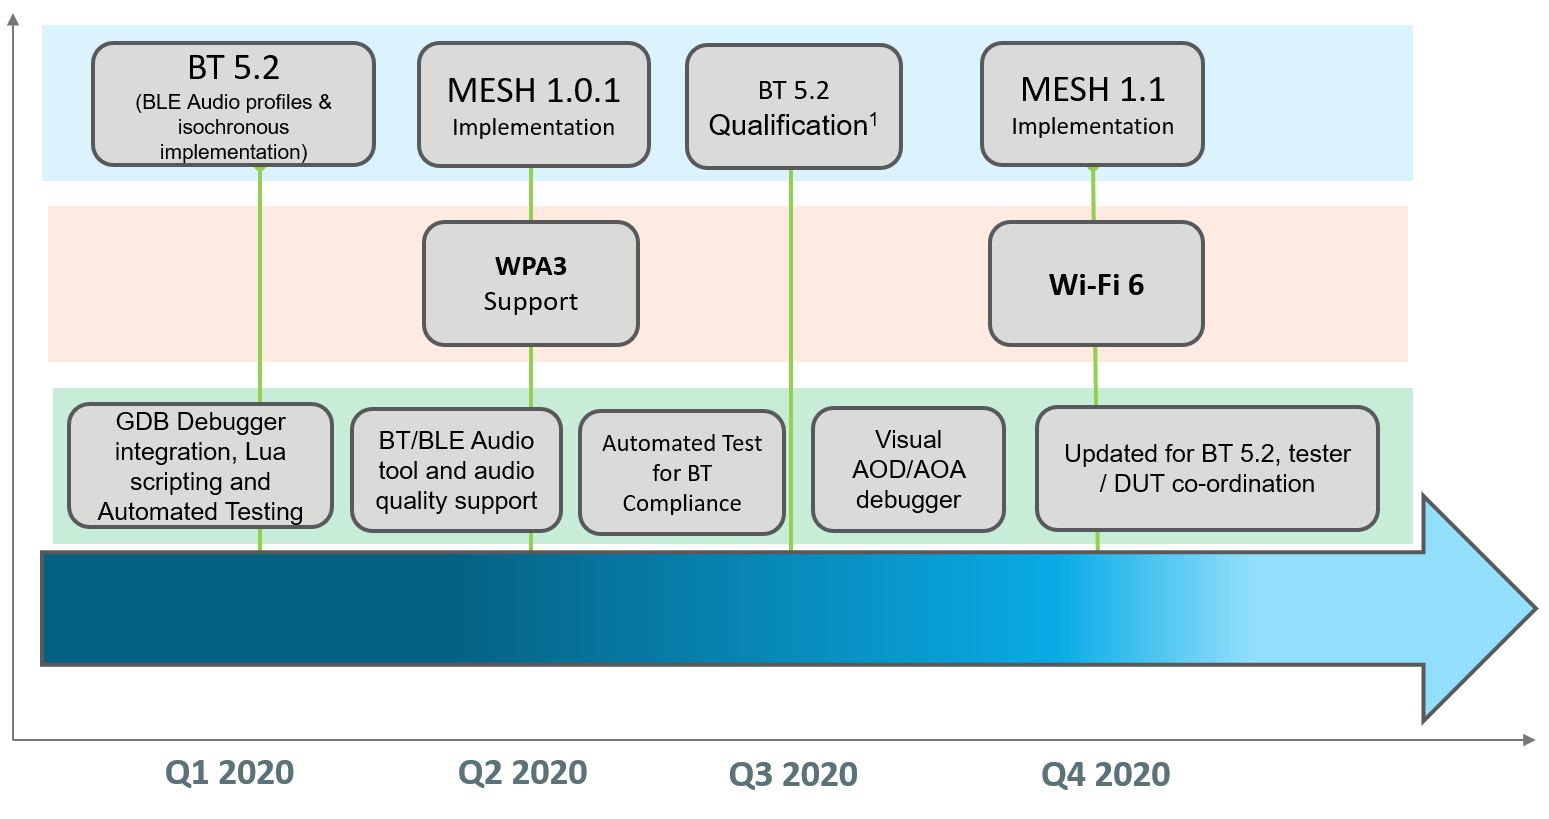 BT 5.2
(BLE Audio profiles &
isochronous
implementation)
MESH 1.0.1
Implementation
BT 5.2
Qualification¹
MESH 1.1
Implementation
WPA3
Support
Wi-Fi 6
GDB Debugger
integration, Lua
scripting and
Automated Testing
BT/BLE Audio
tool and audio
quality support
Automated Test
for BT
Compliance
Visual
AOD/AOA
debugger
Updated for BT 5.2, tester
/ DUT co-ordination
Q1 2020
Q2 2020
Q3 2020
Q4 2020